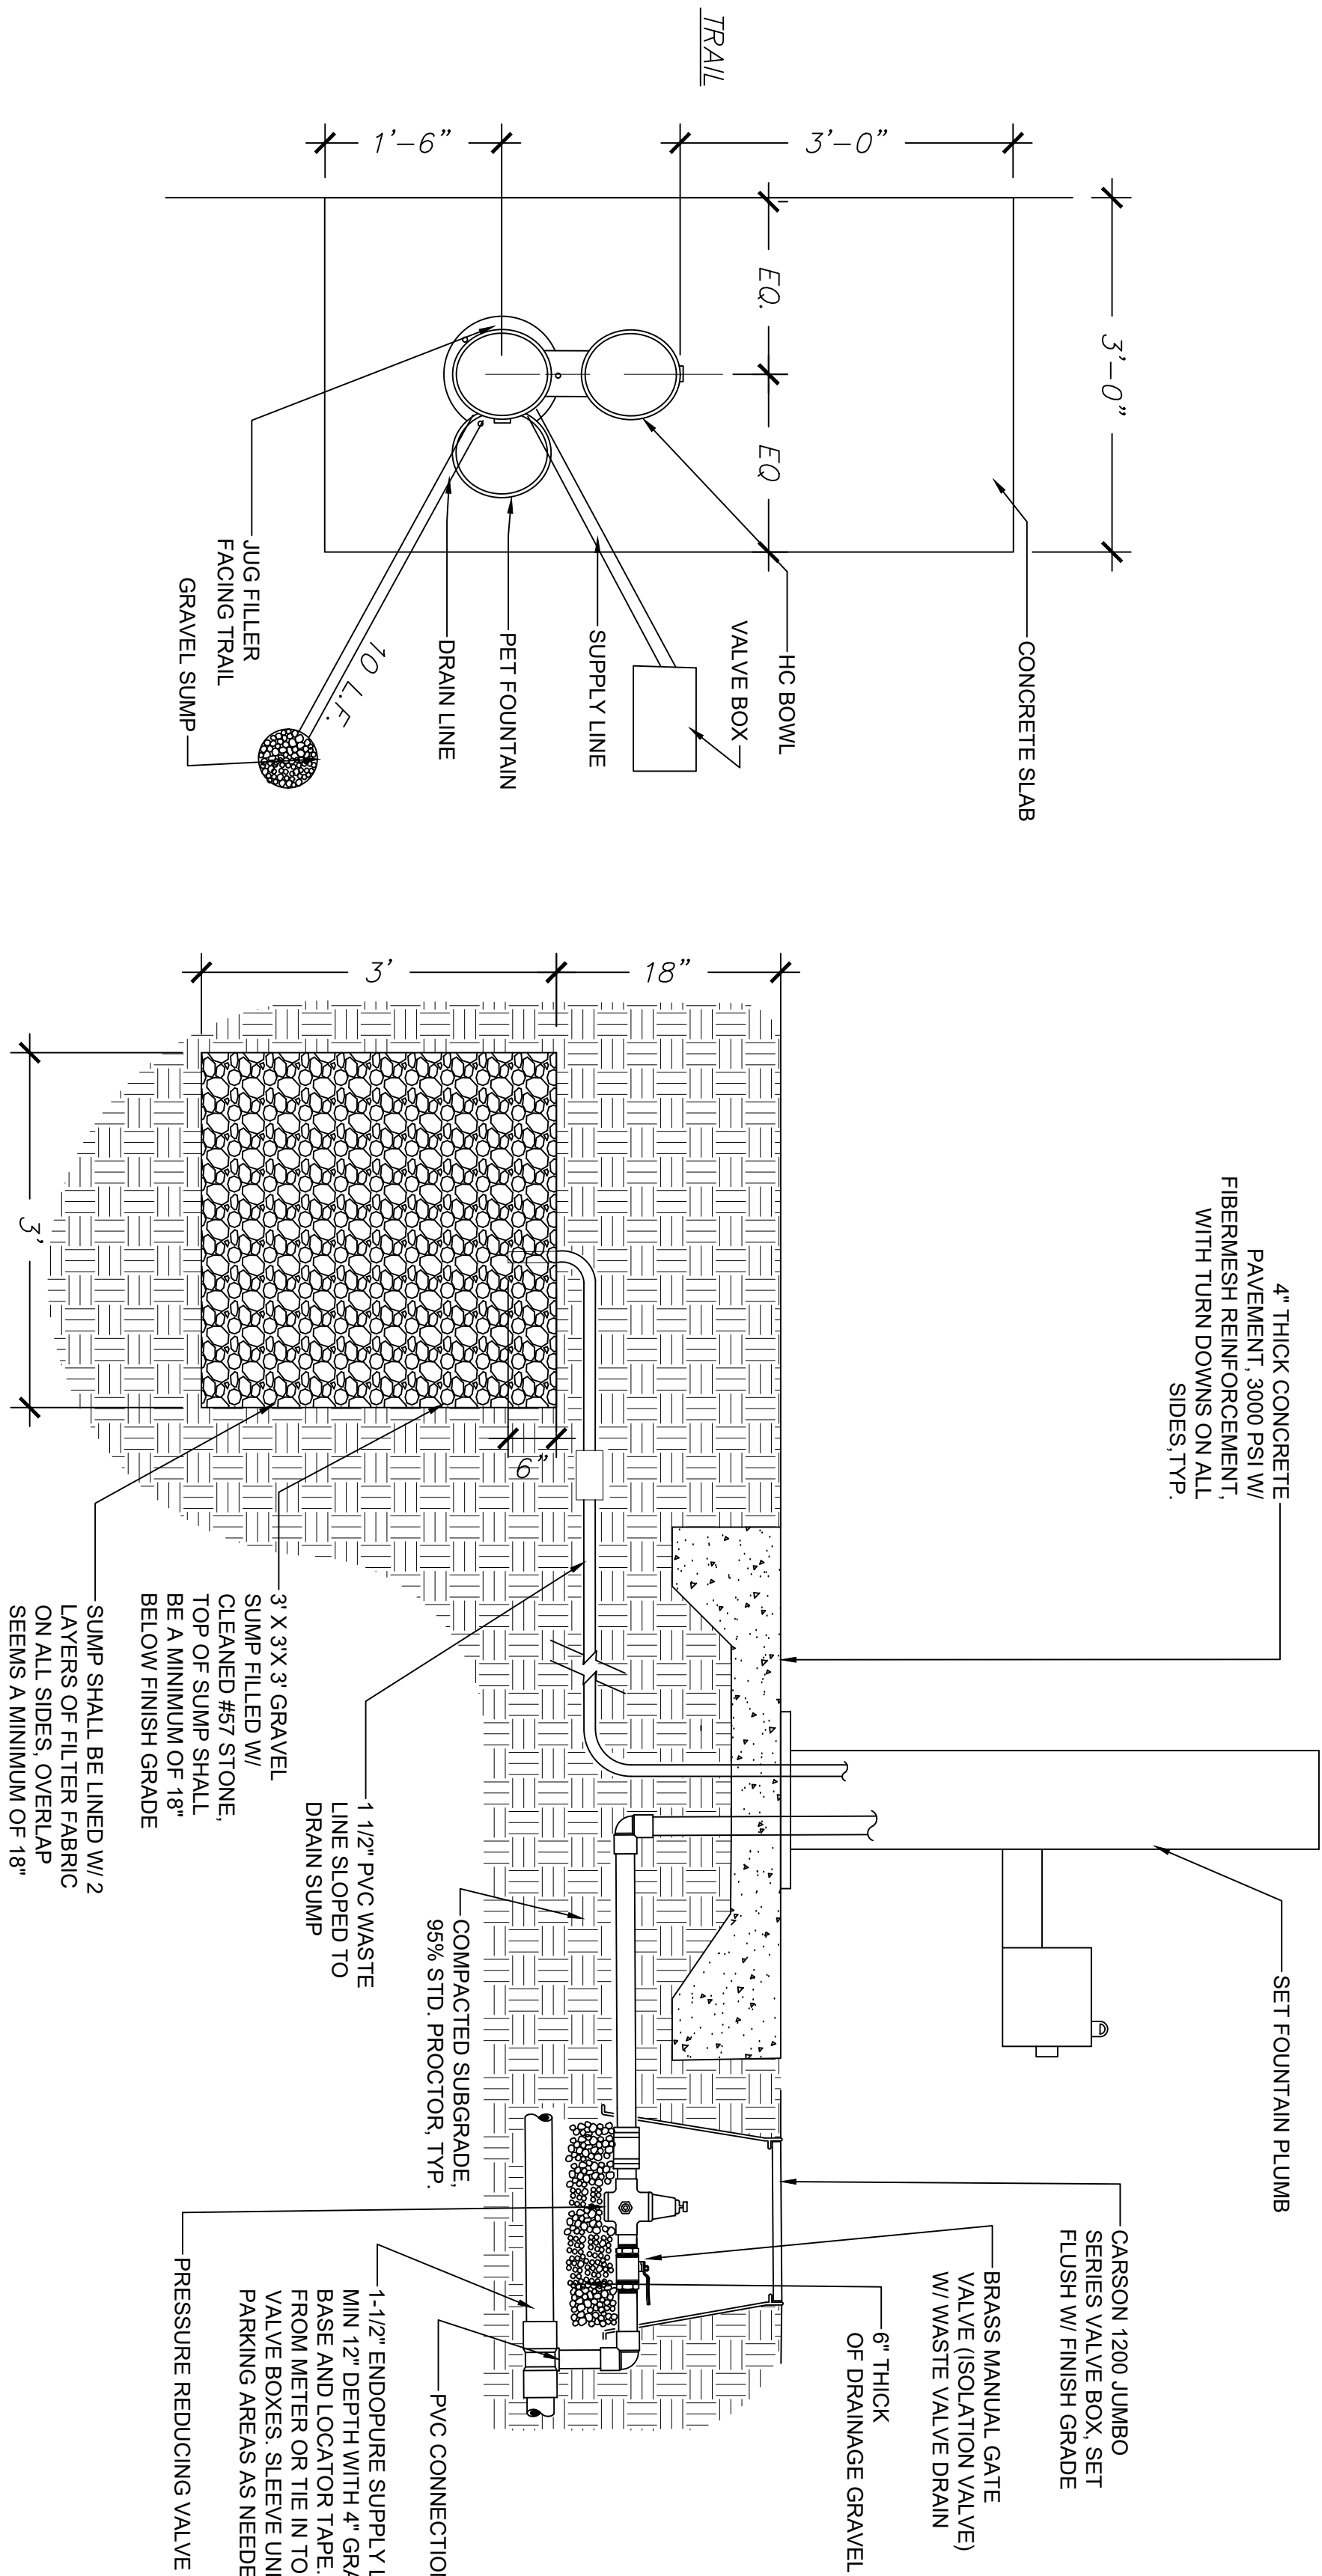 TRAIL
3'-0"
1'-6"
3'-0"
EQ.
EQ
CONCRETE SLAB
HC BOWL
VALVE BOX
SUPPLY LINE
PET FOUNTAIN
DRAIN LINE
10 L.F.
JUG FILLER
FACING TRAIL
GRAVEL SUMP
4" THICK CONCRETE
PAVEMENT, 3000 PSI W/
FIBERMESH REINFORCEMENT,
WITH TURN DOWNS ON ALL
SIDES,TYP.
SET FOUNTAIN PLUMB
CARSON 1200 JUMBO
SERIES VALVE BOX, SET
FLUSH W/ FINISH GRADE
BRASS MANUAL GATE
VALVE (ISOLATION VALVE)
W/ WASTE VALVE DRAIN
6" THICK
OF DRAINAGE GRAVEL
18"
3'
6"
3'
3' X 3'X 3' GRAVEL
SUMP FILLED W/
CLEANED #57 STONE,
TOP OF SUMP SHALL
BE A MINIMUM OF 18"
BELOW FINISH GRADE
SUMP SHALL BE LINED W/ 2
LAYERS OF FILTER FABRIC
ON ALL SIDES, OVERLAP
SEEMS A MINIMUM OF 18"
1 1/2" PVC WASTE
LINE SLOPED TO
DRAIN SUMP
COMPACTED SUBGRADE,
95% STD. PROCTOR, TYP.
PVC CONNECTION
1-1/2" ENDOPURE SUPPLY
MIN 12" DEPTH WITH 4"
BASE AND LOCATOR TAPE.
FROM METER OR TIE IN TO
VALVE BOXES. SLEEVE
PARKING AREAS AS
PRESSURE REDUCING VALVE